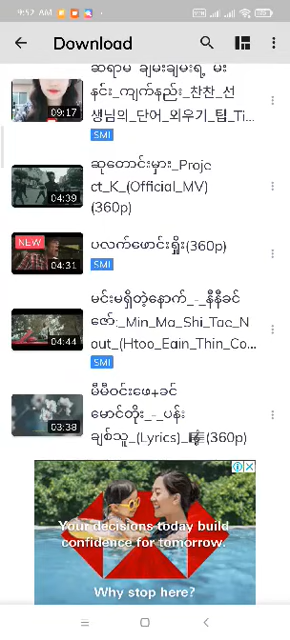 9:52 AM
Download
ဆရာမ ချမ်းချမ်းရဲ့ မီး
နင်း_ကျက်နည်း_찬찬_선
생님의_단어_외우기_팁_Ti...
09:17
SMI
ဆုတောင်းမှား_Proje
ct_K_(Official_MV)
(360p)
04:39
NEW
ပလက်ဖောင်းရှိုး(360p)
04:31
SMI
မင်းမရှိတဲ့နောက်_-_နီနီခင်
ဇော်-_Min_Ma_Shi_Tae_N
out_(Htoo_Eain_Thin_Co...
04:44
SMI
မီမီဝင်းဖေ+ခင်
မောင်တိုး_-_ပန်း
ချစ်သူ_(Lyrics)_(360p)
03:38
Your decisions today build
confidence for tomorrow.
Why stop here?